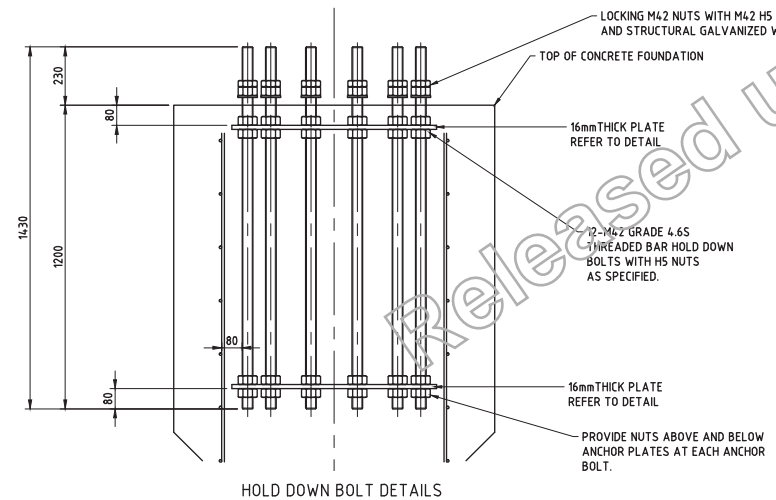 LOCKING M42 NUTS WITH M42 H5
AND STRUCTURAL GALVANIZED W
TOP OF CONCRETE FOUNDATION
230
80
16mmTHICK PLATE
REFER TO DETAIL
1430
1200
12-M42 GRADE 4.6S
THREADED BAR HOLD DOWN
BOLTS WITH H5 NUTS
AS SPECIFIED.
Released u
80
80
16mmTHICK PLATE
REFER TO DETAIL
PROVIDE NUTS ABOVE AND BELOW
ANCHOR PLATES AT EACH ANCHOR
BOLT.
HOLD DOWN BOLT DETAILS